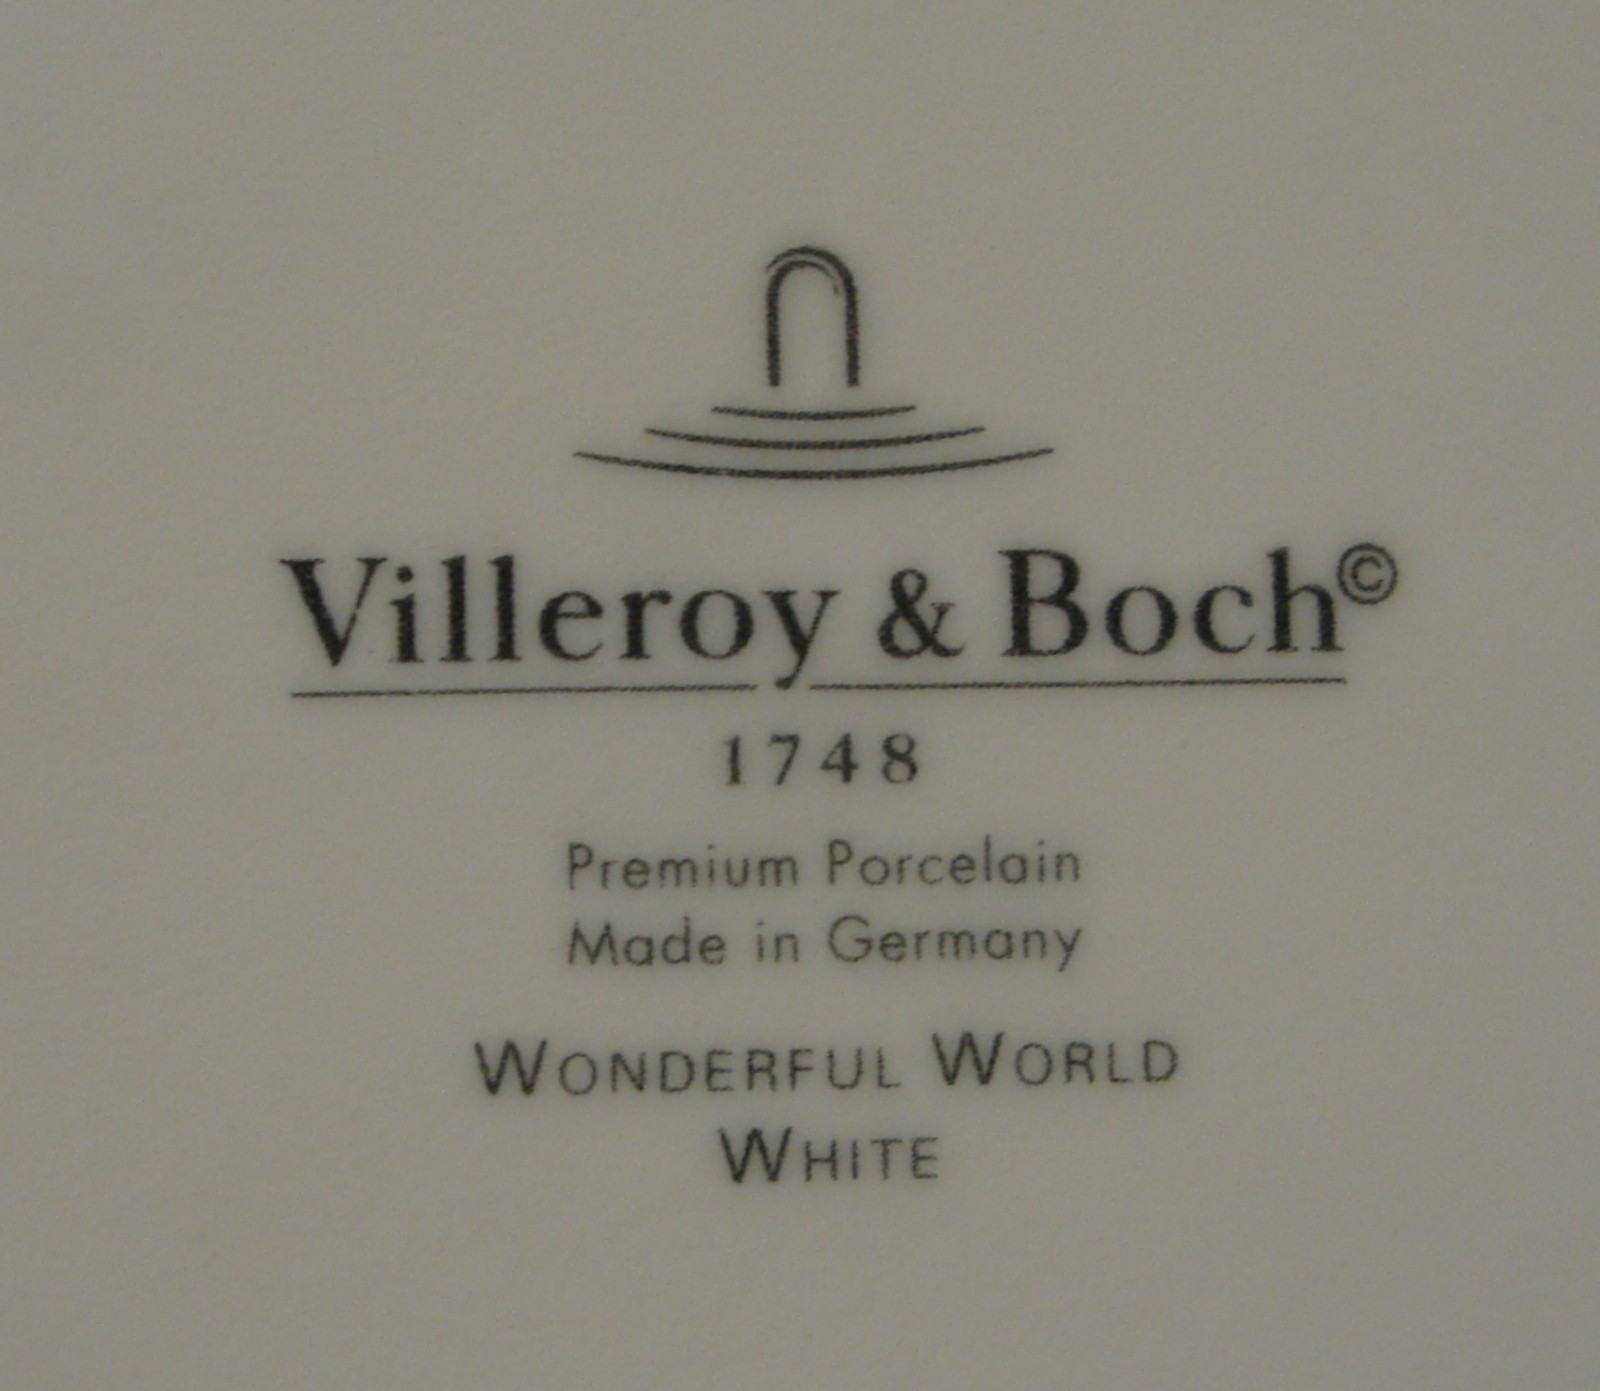 Villeroy & Boch©
1748
Premium Porcelain
Made in Germany
WONDERFUL WORLD
WHITE